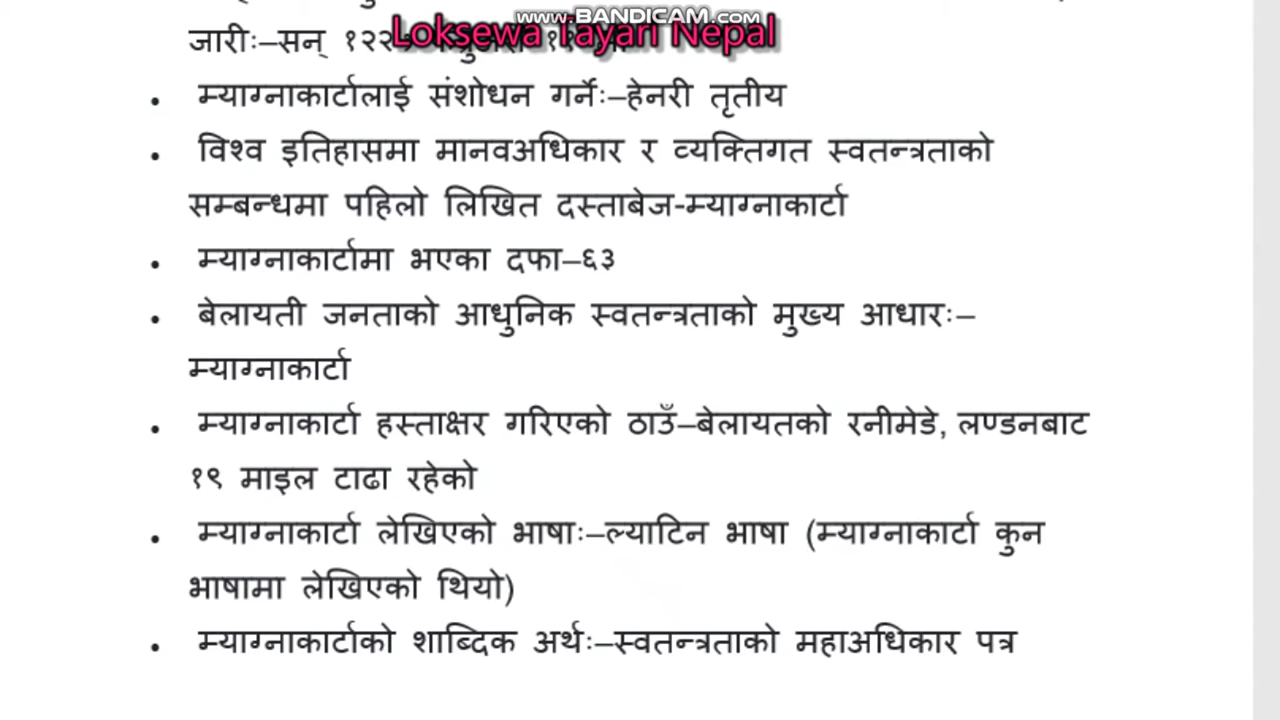 www.BANDICAM.com
Loksewa Tayari Nepal
जारीः–सन् १२२
• म्याग्नाकार्टालाई संशोधन गर्नेः–हेनरी तृतीय
• विश्व इतिहासमा मानवअधिकार र व्यक्तिगत स्वतन्त्रताको
सम्बन्धमा पहिलो लिखित दस्ताबेज-म्याग्नाकार्टा
• म्याग्नाकार्टामा भएका दफा–६३
• बेलायती जनताको आधुनिक स्वतन्त्रताको मुख्य आधारः–
म्याग्नाकार्टा
• म्याग्नाकार्टा हस्ताक्षर गरिएको ठाउँ–बेलायतको रनीमेडे, लण्डनबाट
१९ माइल टाढा रहेको
• म्याग्नाकार्टा लेखिएको भाषाः–ल्याटिन भाषा (म्याग्नाकार्टा कुन
भाषामा लेखिएको थियो)
• म्याग्नाकार्टाको शाब्दिक अर्थः–स्वतन्त्रताको महाअधिकार पत्र